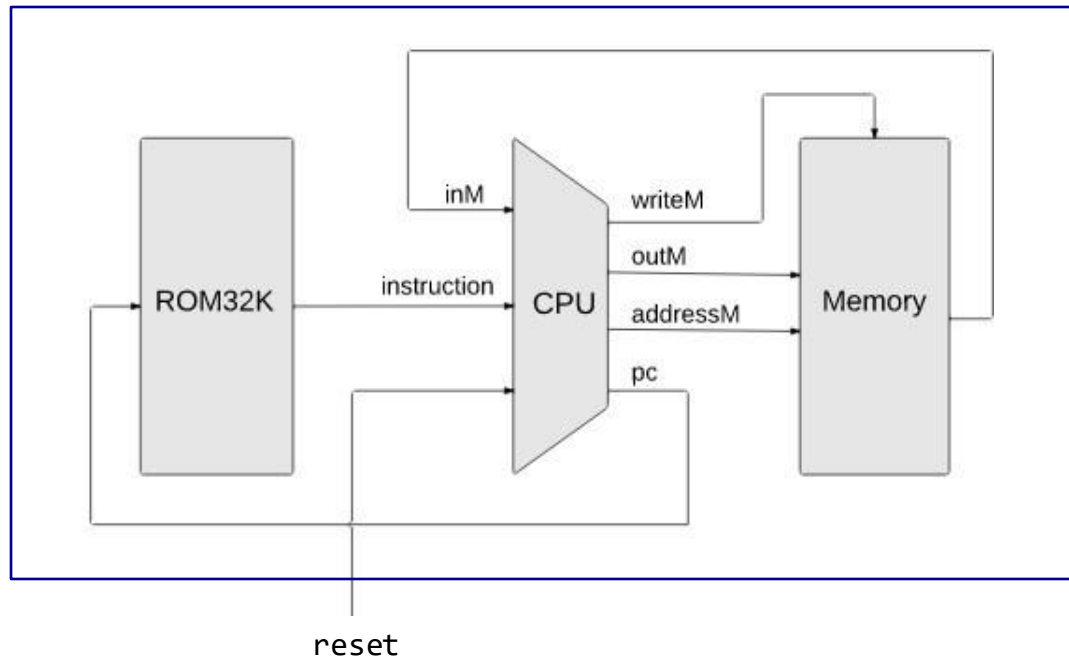 inM
writeM
outM
instruction
ROM32K
CPU
Memory
addressM
pc
reset